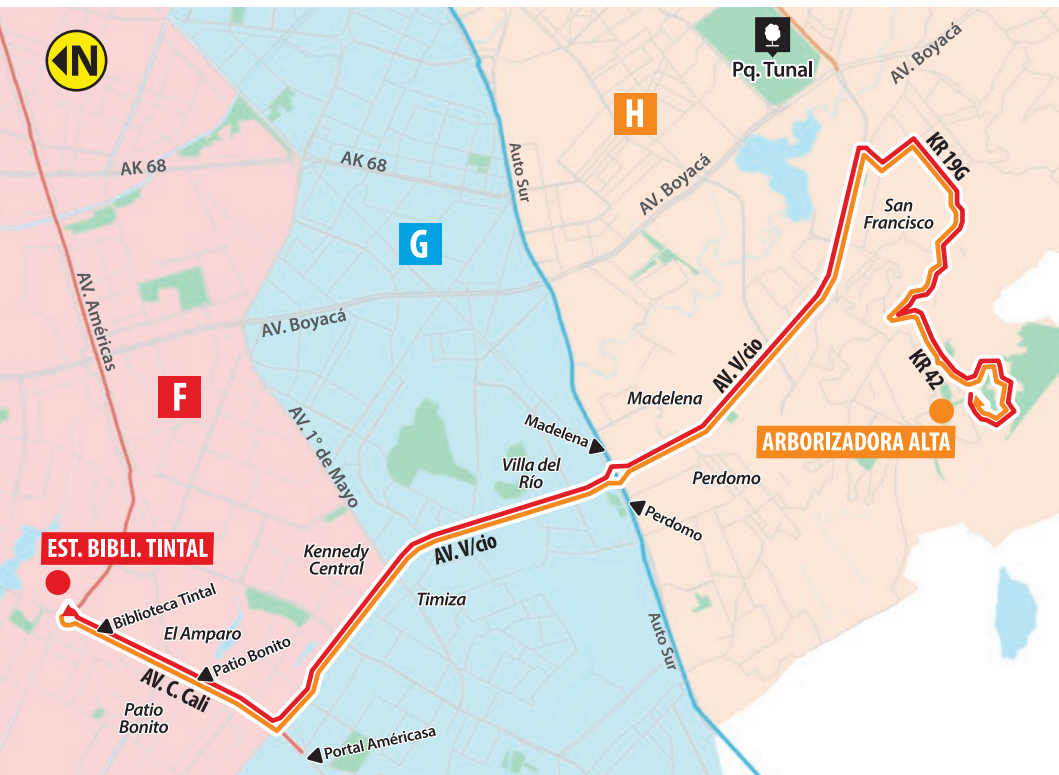 N
Pq. Tunal
AV. Boyacá
H
AK 68
AK 68
Auto Sur
AV. Boyacá
KR 19G
San
Francisco
G
AV. Américas
AV. Boyacá
F
AV. 1° de Mayo
AV. V/cio
KR 42
Madelena
Madelena
ARBORIZADORA ALTA
Villa del
Río
Perdomo
Perdomo
EST. BIBLI. TINTAL
Kennedy
Central
AV. V/cio
Timiza
Biblioteca Tintal
El Amparo
Patio Bonito
Auto Sur
AV. C. Cali
Patio
Bonito
Portal Américasa